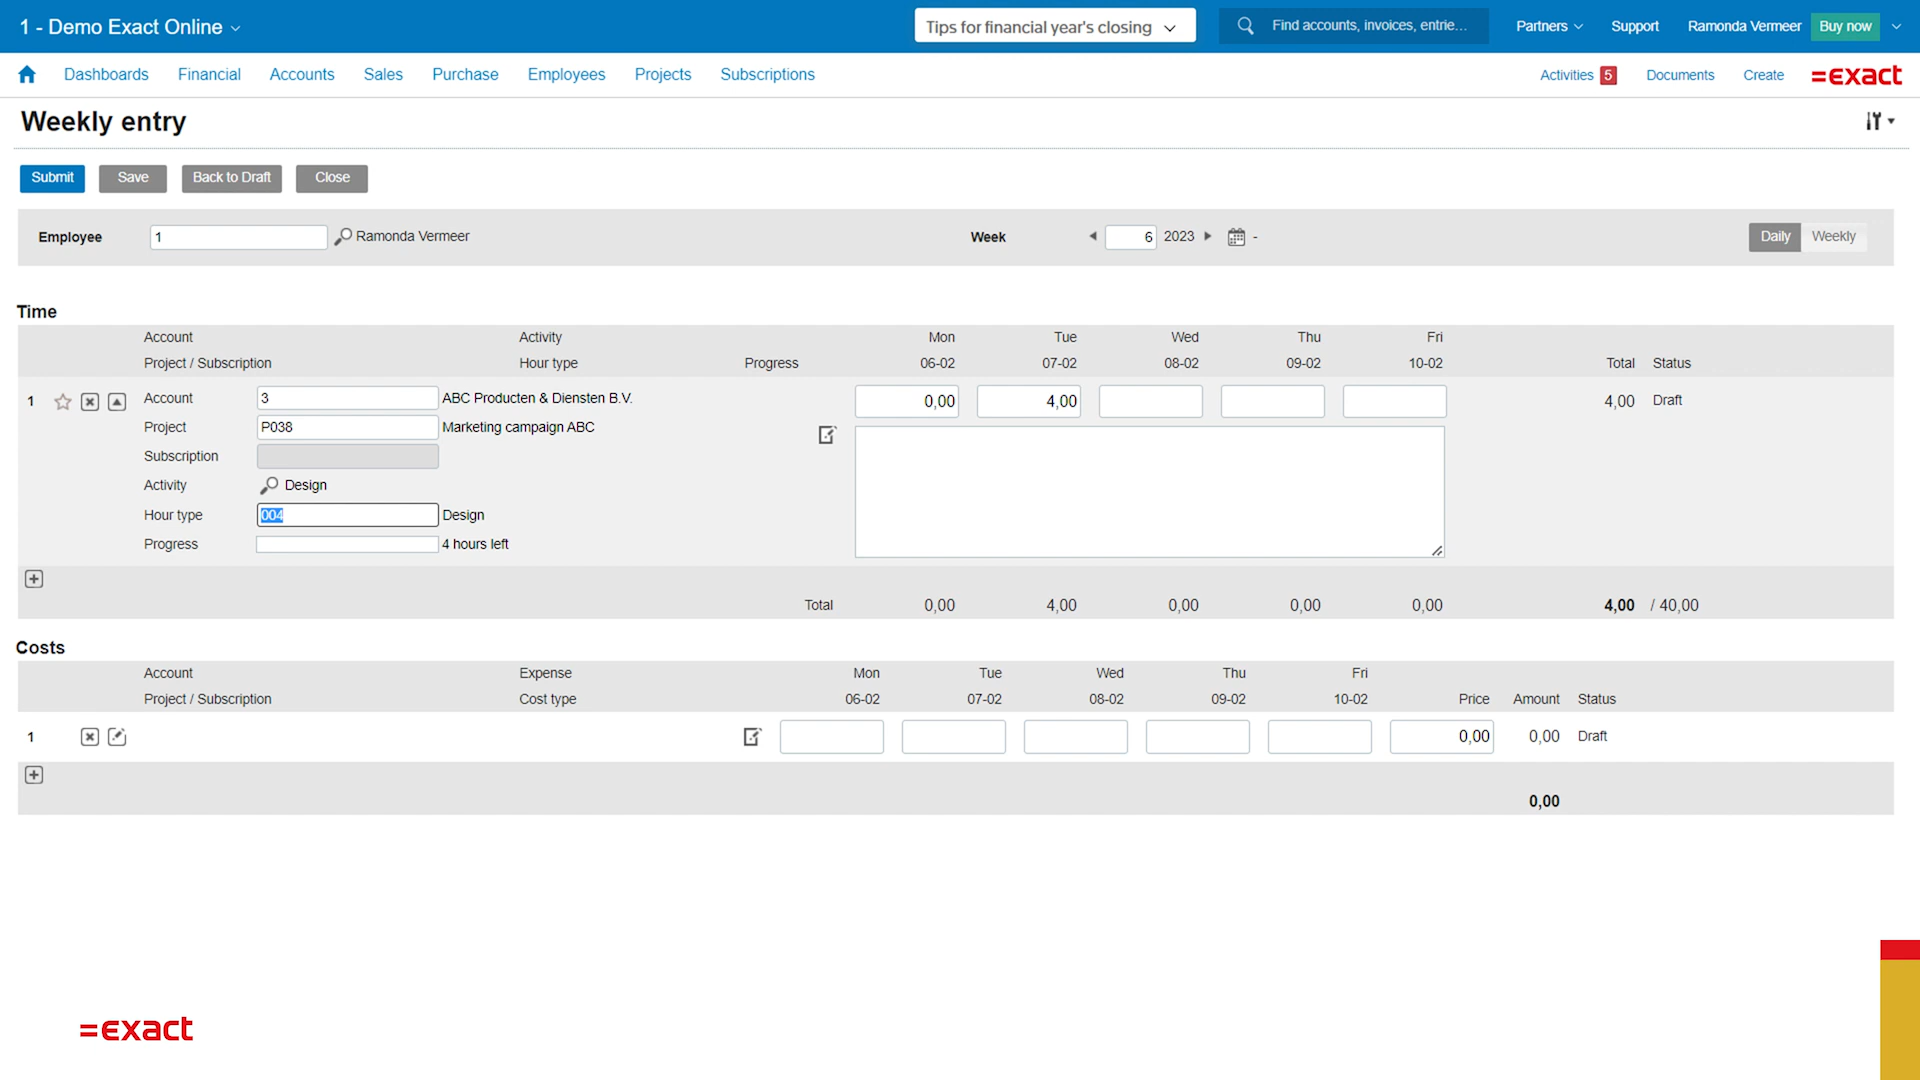 1 - Demo Exact Online
Tips for financial year's closing
Find accounts, invoices, entrie...
Partners
Support
Ramonda Vermeer
Buy now
Dashboards
Financial
Accounts
Sales
Purchase
Employees
Projects
Subscriptions
Activities 5
Documents
Create
=exact
Weekly entry
Submit
Save
Back to Draft
Close
Employee
1
Ramonda Vermeer
Week
6
2023
-
Daily
Weekly
Time
Account Activity Mon Tue Wed Thu Fri
Project / Subscription Hour type Progress 06-02 07-02 08-02 09-02 10-02 Total Status
1 Account 3 ABC Producten & Diensten B.V. 0,00 4,00 4,00 Draft
Project P038 Marketing campaign ABC
Subscription
Activity Design
Hour type 004 Design
Progress 4 hours left
Total 0,00 4,00 0,00 0,00 0,00 4,00 / 40,00
Costs
Account Expense Mon Tue Wed Thu Fri
Project / Subscription Cost type 06-02 07-02 08-02 09-02 10-02 Price Amount Status
1 0,00 0,00 Draft
0,00
=exact